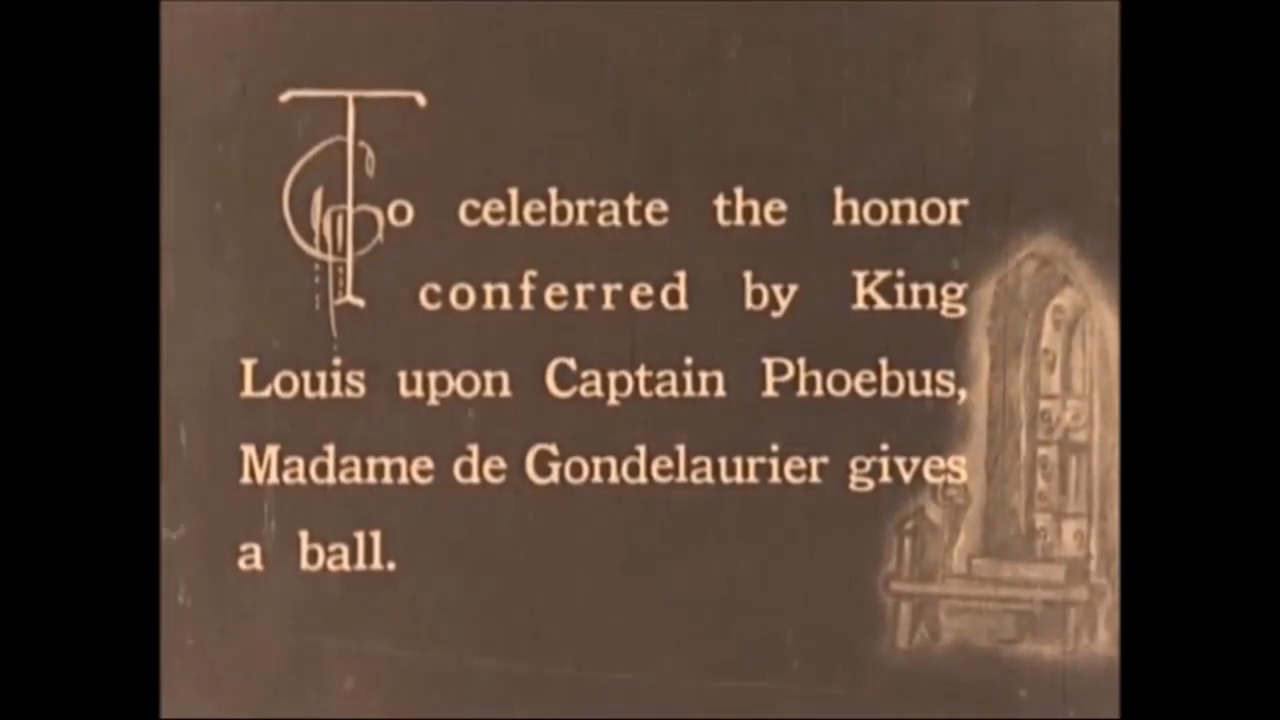 To celebrate the honor
conferred by King
Louis upon Captain Phoebus,
Madame de Gondelaurier gives
a ball.